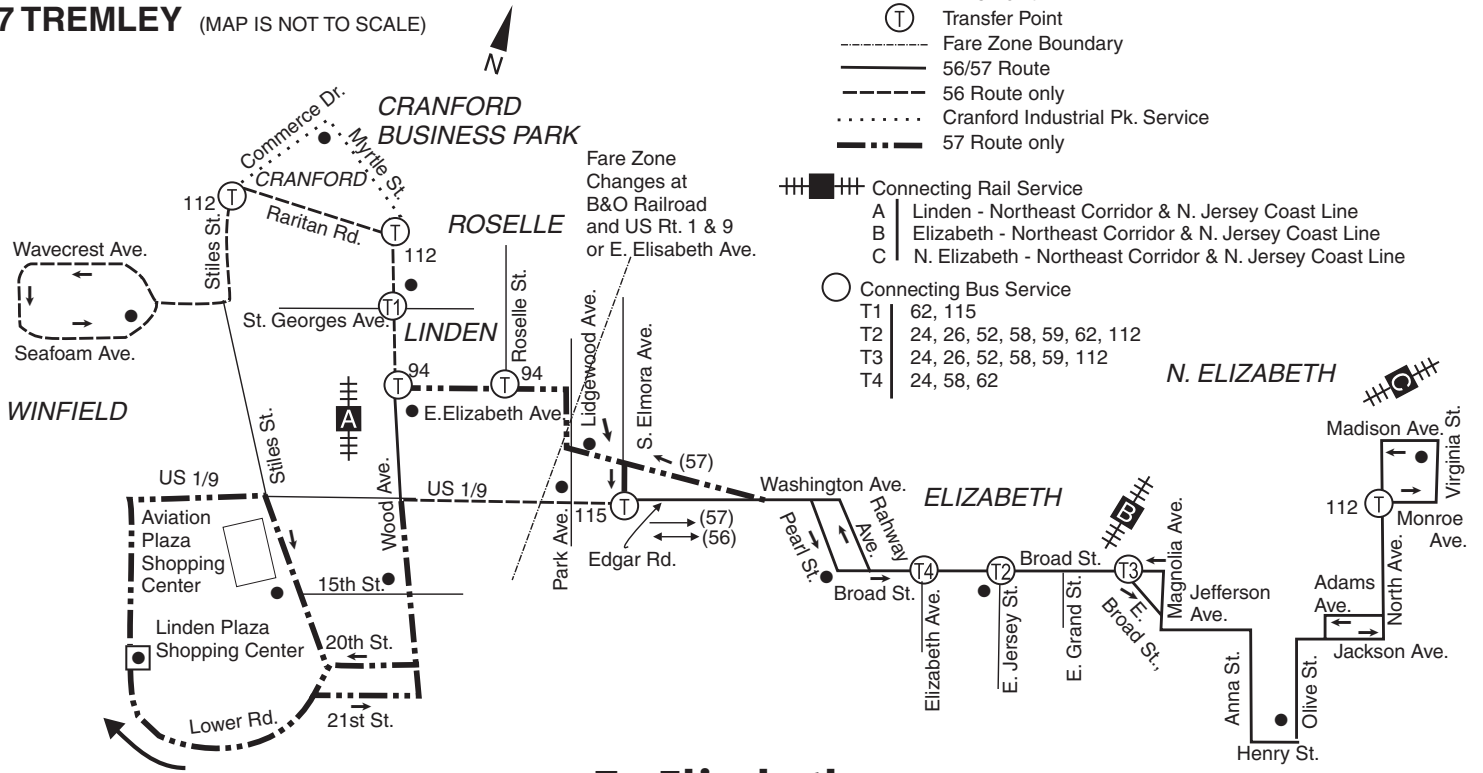 7 TREMLEY (MAP IS NOT TO SCALE)
N
T Transfer Point
Fare Zone Boundary
56/57 Route
56 Route only
Cranford Industrial Pk. Service
57 Route only
Connecting Rail Service
A Linden - Northeast Corridor & N. Jersey Coast Line
B Elizabeth - Northeast Corridor & N. Jersey Coast Line
C N. Elizabeth - Northeast Corridor & N. Jersey Coast Line
Connecting Bus Service
T1 62, 115
T2 24, 26, 52, 58, 59, 62, 112
T3 24, 26, 52, 58, 59, 112
T4 24, 58, 62
CRANFORD
BUSINESS PARK
Commerce Dr.
Myrtle St.
CRANFORD
112
T
Raritan Rd.
T
112
ROSELLE
Fare Zone
Changes at
B&O Railroad
and US Rt. 1 & 9
or E. Elisabeth Ave.
Wavecrest Ave.
Stiles St.
Seafoam Ave.
St. Georges Ave.
T1
LINDEN
Roselle St.
T
94
T
94
E.Elizabeth Ave
WINFIELD
A
Lidgewood Ave.
S. Elmora Ave.
(57)
Stiles St.
US 1/9
Wood Ave.
US 1/9
115
T
Park Ave.
Edgar Rd.
(57)
(56)
Aviation
Plaza
Shopping
Center
15th St.
Linden Plaza
Shopping Center
20th St.
21st St.
Lower Rd.
Washington Ave.
ELIZABETH
Pearl St.
Rahway
Ave.
Broad St.
T4
Elizabeth Ave.
T2
E. Jersey St.
Broad St.
E. Grand St.
B
T3
E.
Broad St.,
Magnolia Ave.
Jefferson
Ave.
Anna St.
Henry St.
Olive St.
Adams
Ave.
Jackson Ave.
North Ave.
N. ELIZABETH
C
Madison Ave.
Virginia St.
112
T
Monroe
Ave.